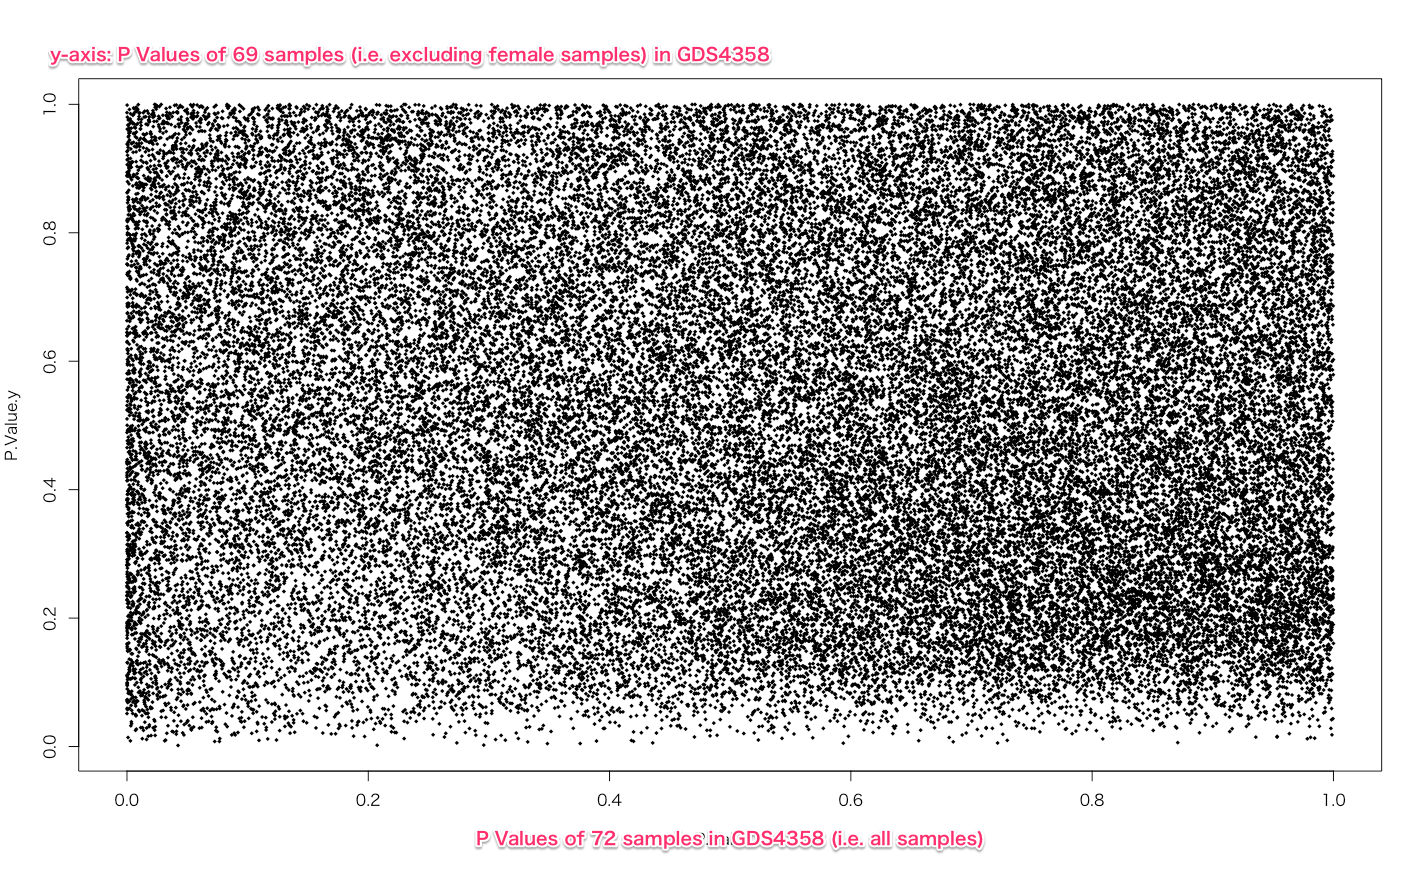 y-axis: P Values of 69 samples (i.e. excluding female samples) in GDS4358
1.0
0.8
0.6
0.4
0.2
0.0
P.Value.y
0.0 0.2 0.4 0.6 0.8 1.0
P Values of 72 samples in GDS4358 (i.e. all samples)